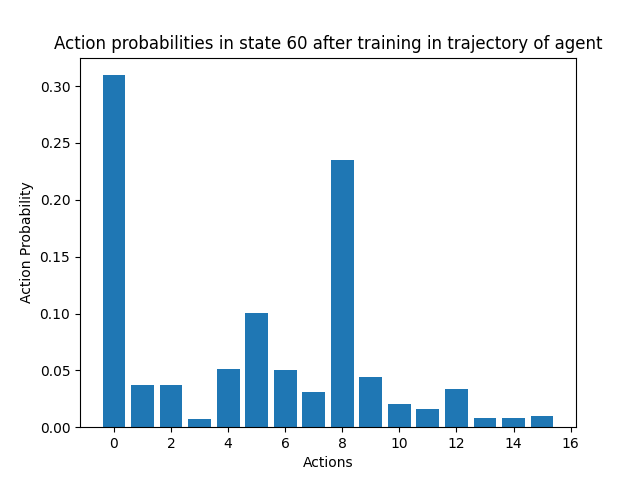 Action probabilities in state 60 after training in trajectory of agent
0.30
0.25
0.20
0.15
0.10
0.05
0.00
Action Probability
0 2 4 6 8 10 12 14 16
Actions